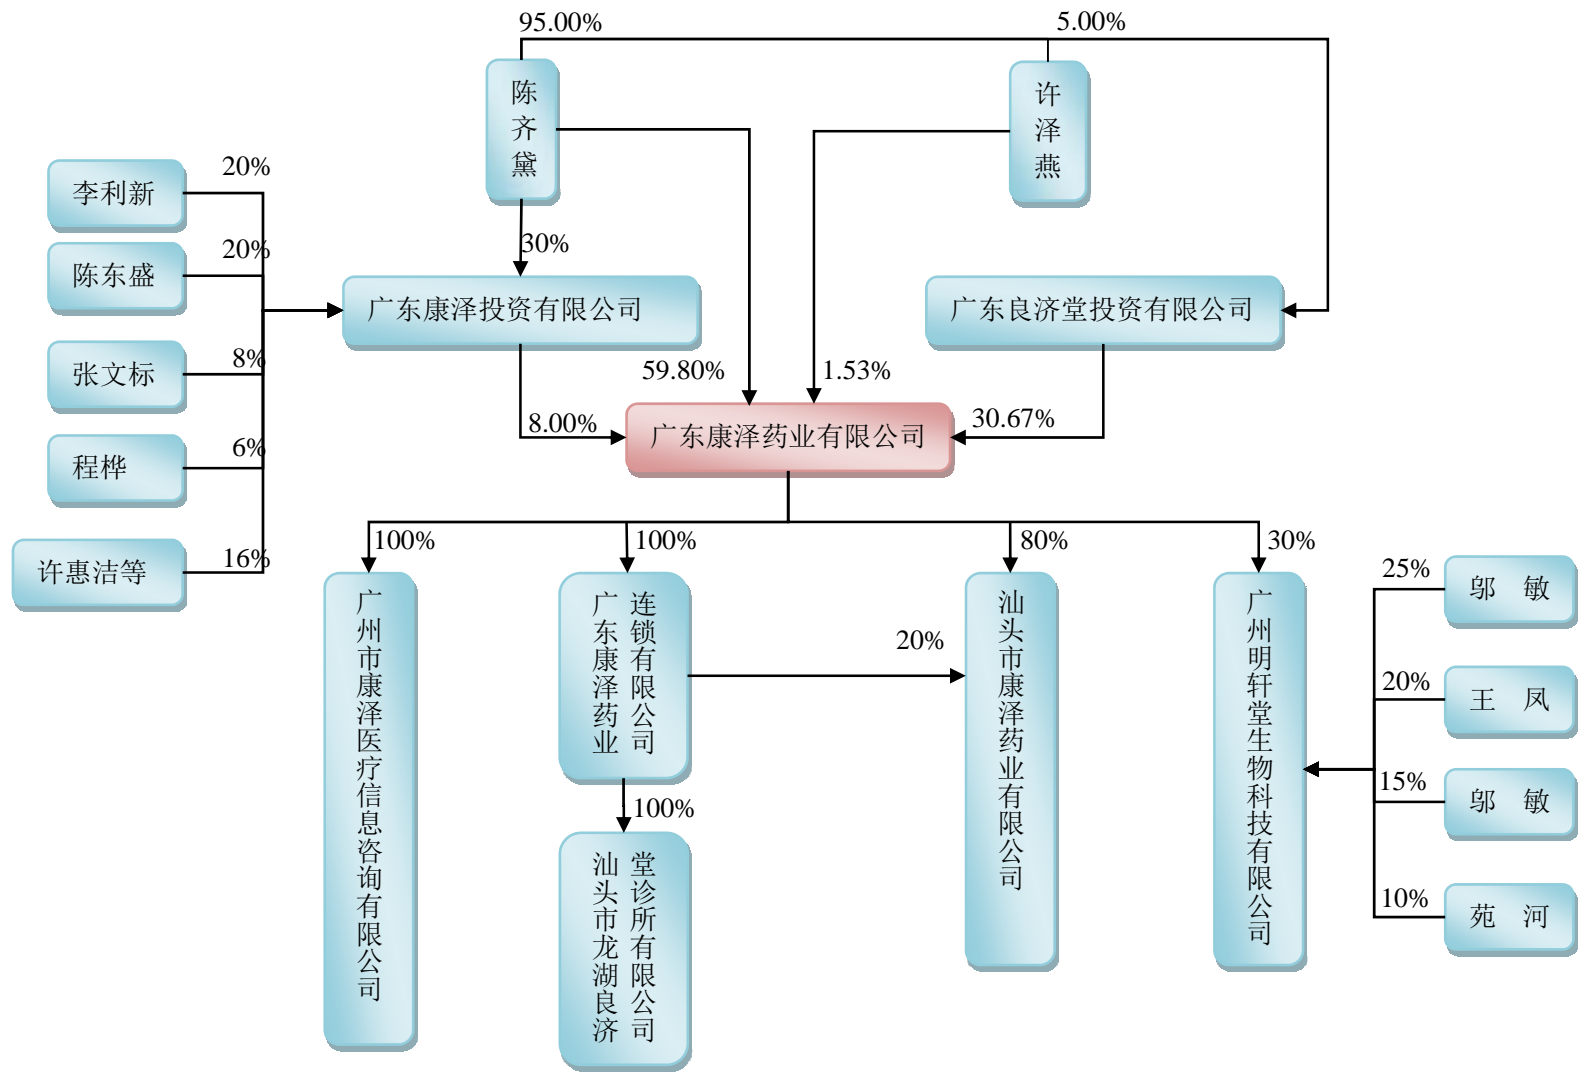 95.00%
5.00%
陈齐黛
许泽燕
李利新
20%
陈东盛
20%
30%
广东康泽投资有限公司
广东良济堂投资有限公司
张文标
8%
59.80%
1.53%
程桦
6%
8.00%
广东康泽药业有限公司
30.67%
许惠洁等
16%
100%
100%
80%
30%
广州市康泽医疗信息咨询有限公司
广东康泽药业
连锁有限公司
20%
汕头市康泽药业有限公司
广州明轩堂生物科技有限公司
25%
邬 敏
20%
王 凤
15%
邬 敏
10%
苑 河
100%
汕头市龙湖良济
堂诊所有限公司